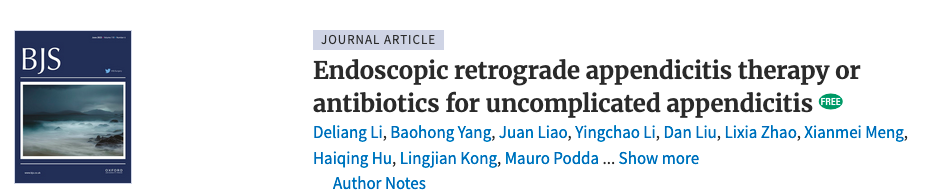 BJS
JOURNAL ARTICLE
Endoscopic retrograde appendicitis therapy or
antibiotics for uncomplicated appendicitis FREE
Deliang Li, Baohong Yang, Juan Liao, Yingchao Li, Dan Liu, Lixia Zhao, Xianmei Meng,
Haiqing Hu, Lingjian Kong, Mauro Podda ... Show more
Author Notes
OXFORD